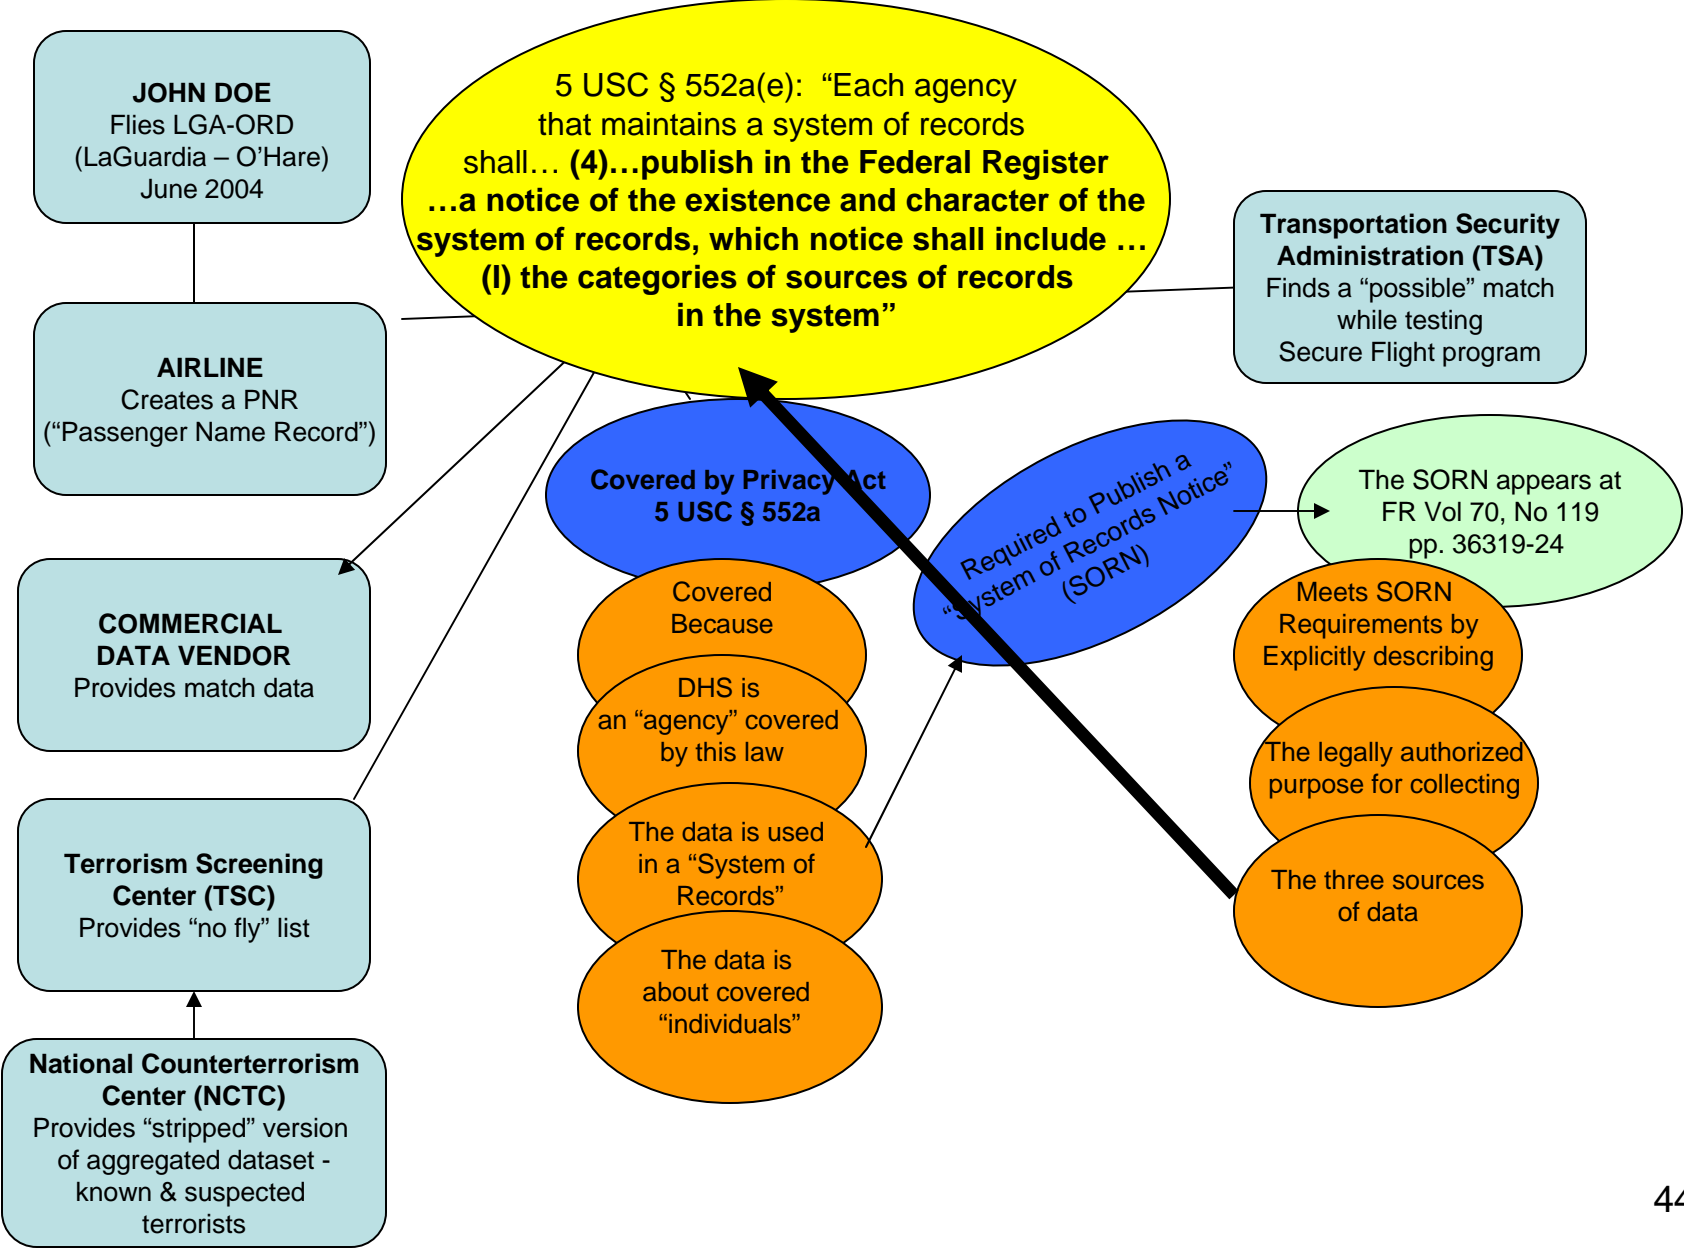 JOHN DOE
Flies LGA-ORD
(LaGuardia – O’Hare)
June 2004
5 USC § 552a(e):  “Each agency
that maintains a system of records
shall… (4)…publish in the Federal Register
…a notice of the existence and character of the
system of records, which notice shall include …
(I) the categories of sources of records
in the system”
Transportation Security
Administration (TSA)
Finds a “possible” match
while testing
Secure Flight program
AIRLINE
Creates a PNR
(“Passenger Name Record”)
COMMERCIAL
DATA VENDOR
Provides match data
Terrorism Screening
Center (TSC)
Provides “no fly” list
National Counterterrorism
Center (NCTC)
Provides “stripped” version
of aggregated dataset -
known & suspected
terrorists
Covered by Privacy Act
5 USC § 552a
Covered
Because
DHS is
an “agency” covered
by this law
The data is used
in a “System of
Records”
The data is
about covered
“individuals”
Required to Publish a
“System of Records Notice”
(SORN)
The SORN appears at
FR Vol 70, No 119
pp. 36319-24
Meets SORN
Requirements by
Explicitly describing
The legally authorized
purpose for collecting
The three sources
of data
44